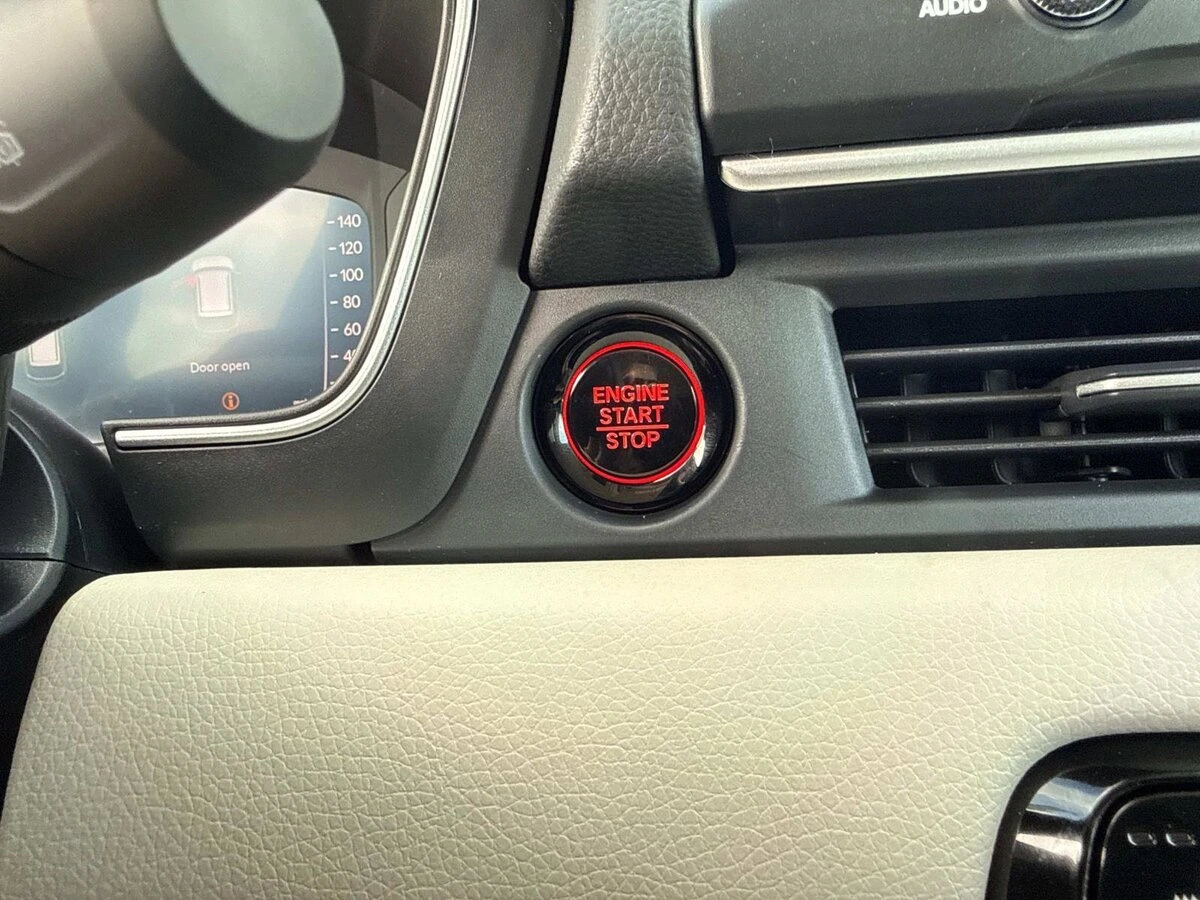 AUDIO
140
120
100
80
60
Door open
ENGINE
START
STOP